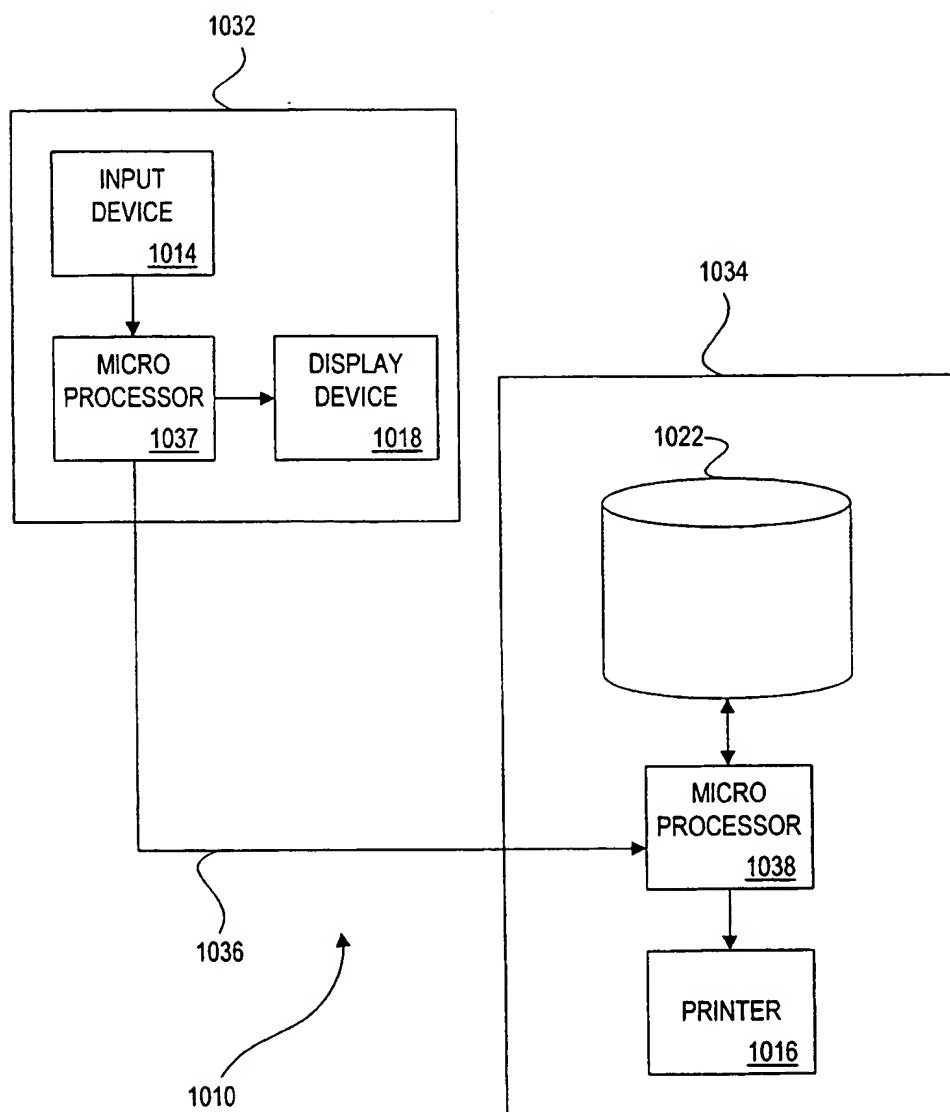 1032
INPUT
DEVICE
1014
1034
MICRO
PROCESSOR
1037
DISPLAY
DEVICE
1018
1022
MICRO
PROCESSOR
1038
1036
PRINTER
1016
1010